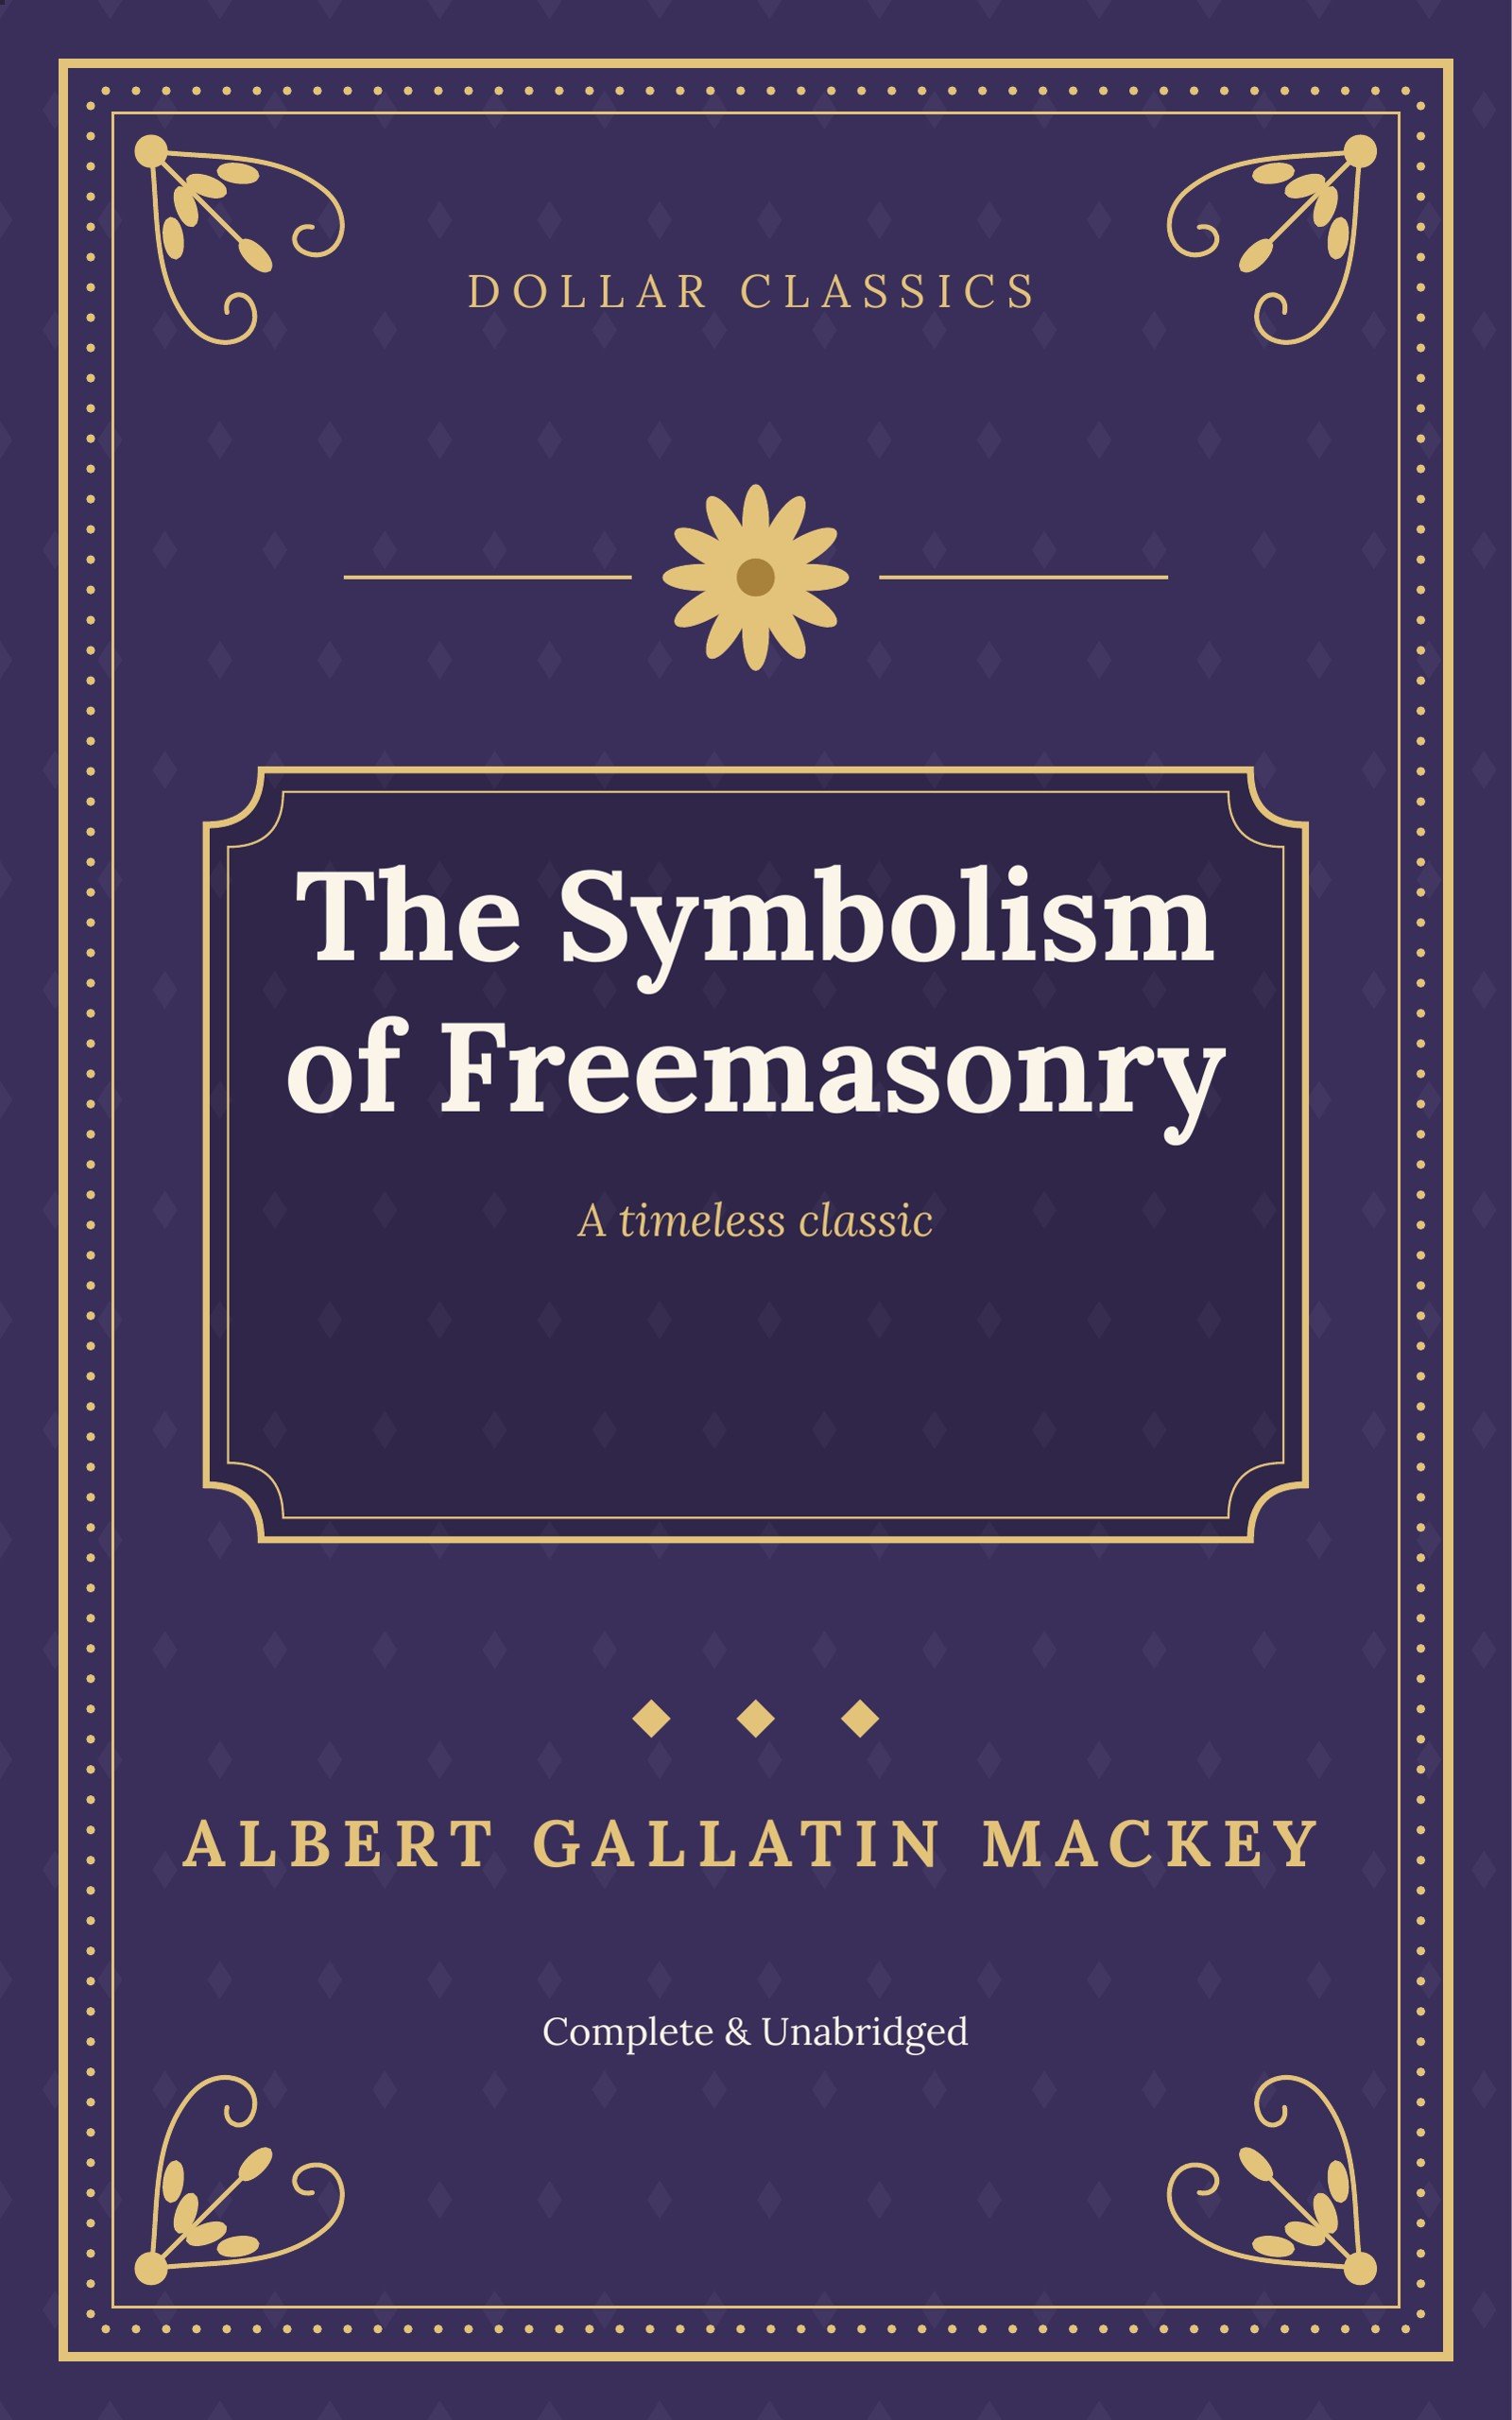 DOLLAR CLASSICS
The Symbolism
of Freemasonry
A timeless classic
ALBERT GALLATIN MACKEY
Complete & Unabridged